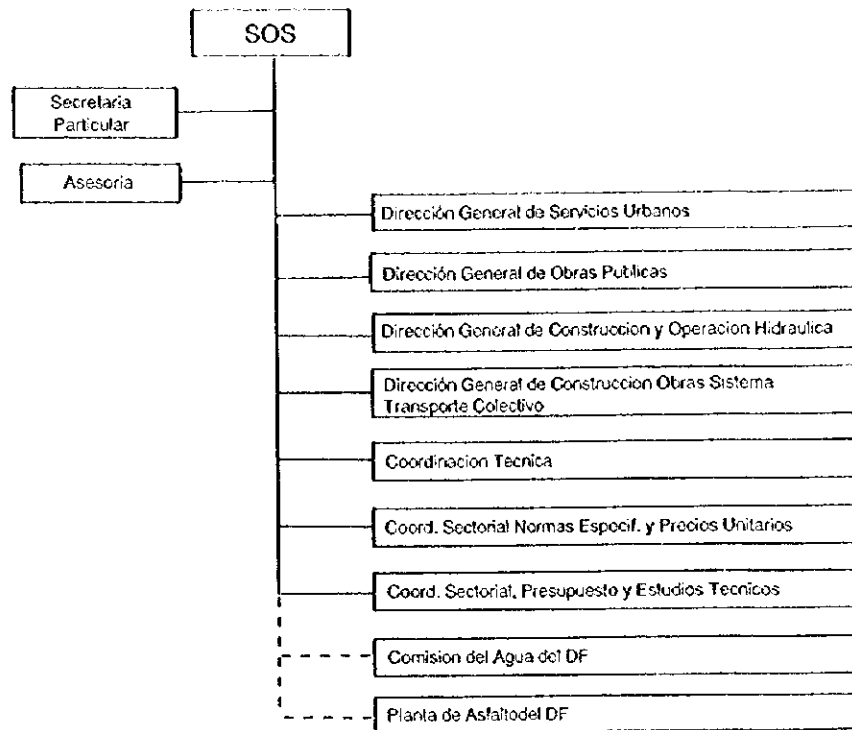 SOS
Secretaria
Particular
Asesoria
Dirección General de Servicios Urbanos
Dirección General de Obras Publicas
Dirección General de Construccion y Operacion Hidraulica
Dirección General de Construccion Obras Sistema
Transporte Colectivo
Coordinacion Tecnica
Coord. Sectorial Normas Especif. y Precios Unitarios
Coord. Sectorial, Presupuesto y Estudios Tecnicos
Comision del Agua del DF
Planta de Asfaltodel DF